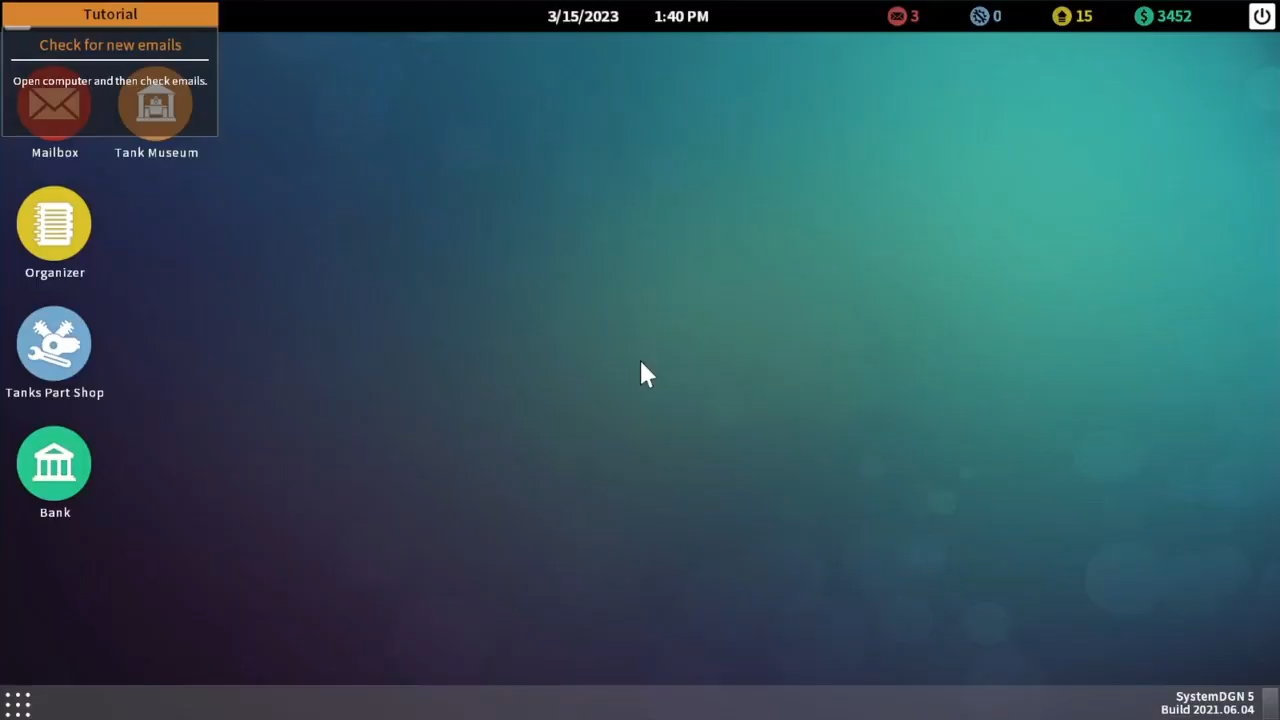 Tutorial
3/15/2023 1:40 PM 3 0 15 3452
Check for new emails
Open computer and then check emails.
Mailbox Tank Museum
Organizer
Tanks Part Shop
Bank
SystemDGN 5
Build 2021.06.04